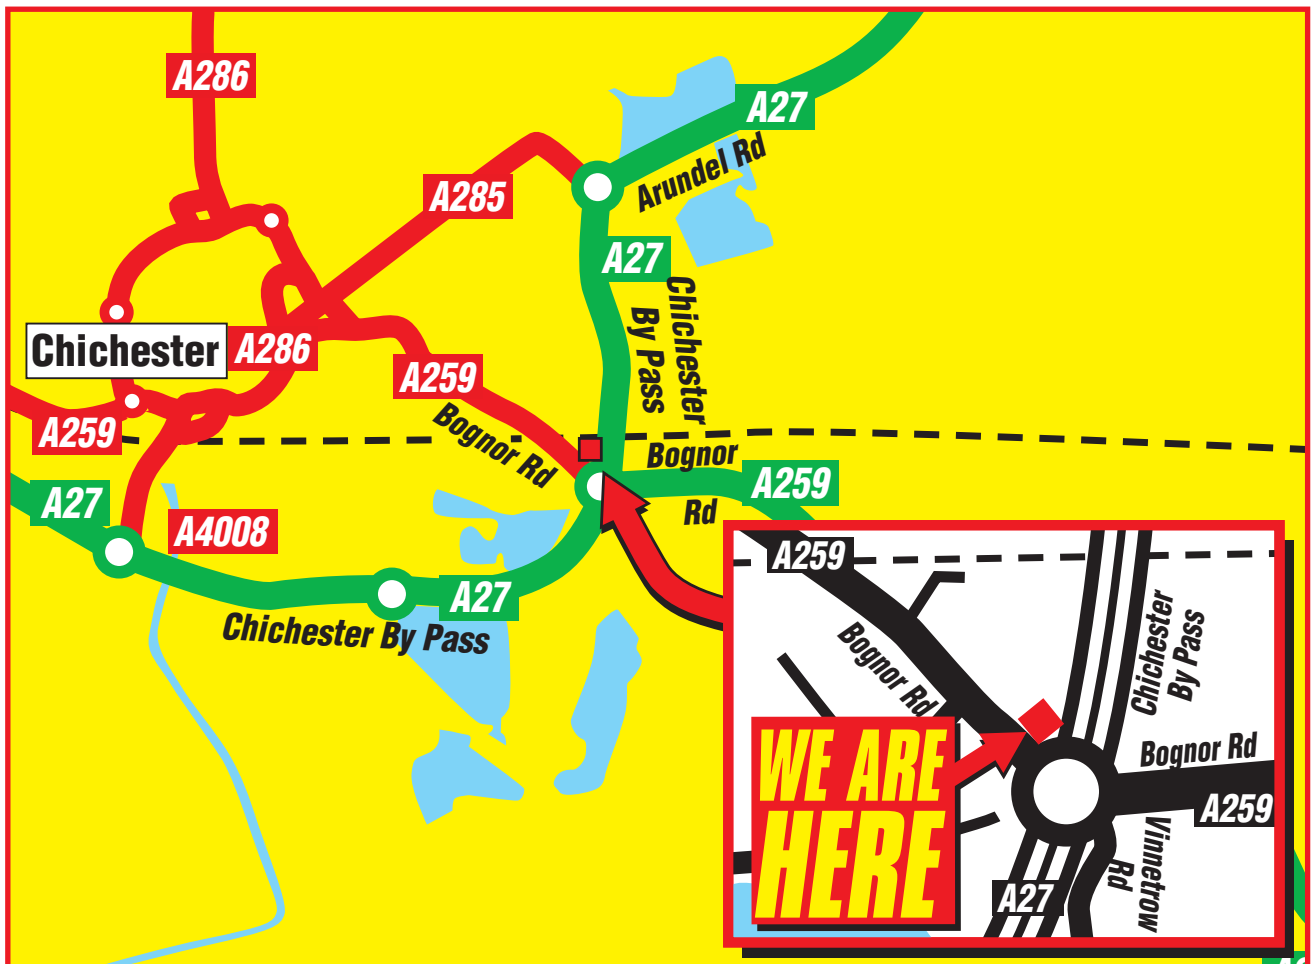 A286
A27
Arundel Rd
A285
A27
Chichester
By Pass
Chichester
A286
A259
A259
Bognor Rd
Bognor
Rd
A259
A27
A4008
A27
Chichester By Pass
A259
Bognor Rd
Chichester
By Pass
WE ARE
HERE
Bognor Rd
A259
Vinnetrow
Rd
A27